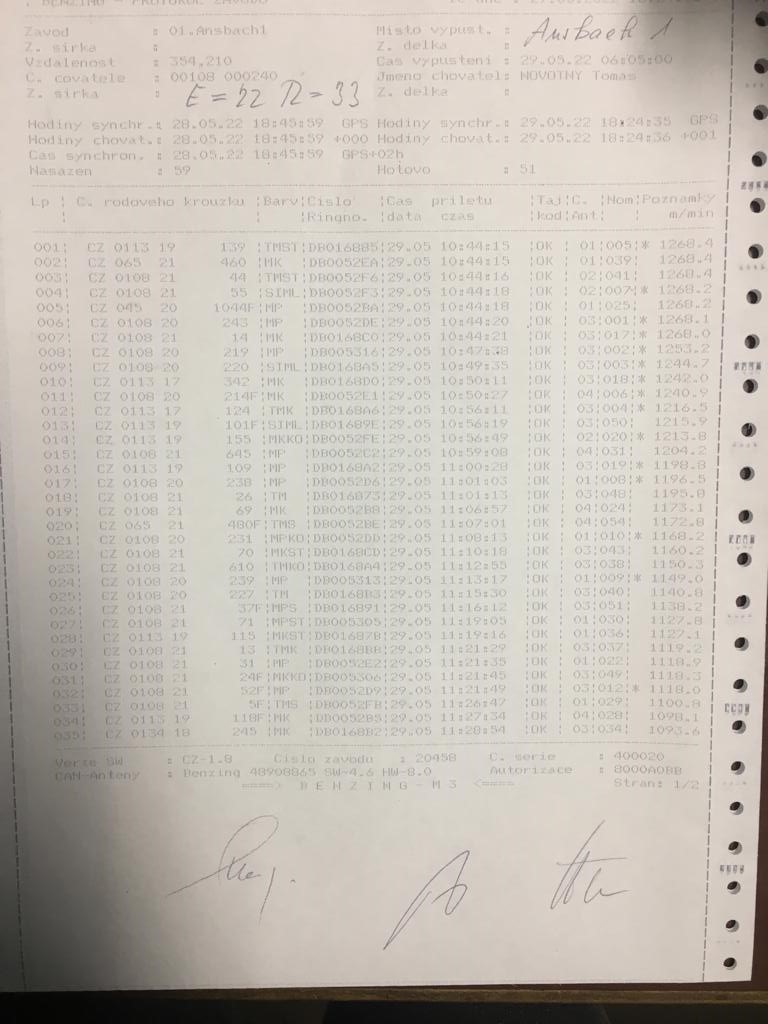 BENZING - PROTOKOL ZAVODU
Zavod : 01.Ansbach1 Misto vypust. : Ansbach 1
Z. sirka : Z. delka :
Vzdalenost : 354,210 Cas vypusteni : 29.05.22 06:05:00
C. covatele : 00108 000240 Jmeno chovatel: NOVOTNY Tomas
Z. sirka : E=22 R=33 Z. delka :
Hodiny synchr.: 28.05.22 18:45:59 GPS Hodiny synchr.: 29.05.22 18:24:35 GPS
Hodiny chovat.: 28.05.22 18:45:59 +000 Hodiny chovat.: 29.05.22 18:24:36 +001
Cas synchron. : 28.05.22 18:45:59 GPS+02h
Nasazen : 59 Hotovo : 51
Lp ¦ C. rodoveho krouzku ¦Barv¦Cislo ¦Cas priletu ¦Taj¦C. ¦Nom¦Poznamky
¦ ¦ ¦Ringno. ¦data czas ¦kod¦Ant¦ ¦ m/min
001¦ CZ 0113 19 139 ¦TMST¦DB016885¦29.05 10:44:15 ¦OK ¦ 01¦005¦* 1268.4
002¦ CZ 065 21 460 ¦MK ¦DB0052EA¦29.05 10:44:15 ¦OK ¦ 01¦039¦ 1268.4
003¦ CZ 0108 21 44 ¦TMST¦DB0052F6¦29.05 10:44:16 ¦OK ¦ 02¦041¦ 1268.4
004¦ CZ 0108 21 55 ¦SIML¦DB0052F3¦29.05 10:44:18 ¦OK ¦ 02¦007¦* 1268.2
005¦ CZ 045 20 1044F¦MP ¦DB0052BA¦29.05 10:44:18 ¦OK ¦ 01¦025¦ 1268.2
006¦ CZ 0108 20 243 ¦MP ¦DB0052DE¦29.05 10:44:20 ¦OK ¦ 03¦001¦* 1268.1
007¦ CZ 0108 21 14 ¦MK ¦DB0168C0¦29.05 10:44:21 ¦OK ¦ 03¦017¦* 1268.0
008¦ CZ 0108 20 219 ¦MP ¦DB005316¦29.05 10:47:38 ¦OK ¦ 03¦002¦* 1253.2
009¦ CZ 0108 20 220 ¦SIML¦DB0168A5¦29.05 10:49:35 ¦OK ¦ 03¦003¦* 1244.7
010¦ CZ 0113 17 342 ¦MK ¦DB0168D0¦29.05 10:50:11 ¦OK ¦ 03¦018¦* 1242.0
011¦ CZ 0108 20 214F¦MK ¦DB0052E1¦29.05 10:50:27 ¦OK ¦ 04¦006¦* 1240.9
012¦ CZ 0113 17 124 ¦TMK ¦DB0168A6¦29.05 10:56:11 ¦OK ¦ 03¦004¦* 1216.5
013¦ CZ 0113 19 101F¦SIML¦DB01689E¦29.05 10:56:19 ¦OK ¦ 03¦050¦ 1215.9
014¦ CZ 0113 19 155 ¦MKKO¦DB0052FE¦29.05 10:56:49 ¦OK ¦ 02¦020¦* 1213.8
015¦ CZ 0108 21 645 ¦MP ¦DB0052C2¦29.05 10:59:08 ¦OK ¦ 04¦031¦ 1204.2
016¦ CZ 0113 19 109 ¦MP ¦DB0168A2¦29.05 11:00:28 ¦OK ¦ 03¦019¦* 1198.8
017¦ CZ 0108 20 238 ¦MP ¦DB0052D6¦29.05 11:01:03 ¦OK ¦ 01¦008¦* 1196.5
018¦ CZ 0108 21 26 ¦TM ¦DB016873¦29.05 11:01:13 ¦OK ¦ 03¦048¦ 1195.8
019¦ CZ 0108 21 69 ¦MK ¦DB0052B8¦29.05 11:06:57 ¦OK ¦ 04¦024¦ 1173.1
020¦ CZ 065 21 480F¦TMS ¦DB0052BE¦29.05 11:07:01 ¦OK ¦ 04¦054¦ 1172.8
021¦ CZ 0108 20 231 ¦MPKO¦DB0052DD¦29.05 11:08:13 ¦OK ¦ 01¦010¦* 1168.2
022¦ CZ 0108 21 70 ¦MKST¦DB0168CD¦29.05 11:10:18 ¦OK ¦ 03¦043¦ 1160.2
023¦ CZ 0108 21 610 ¦TMKO¦DB0168A4¦29.05 11:12:55 ¦OK ¦ 03¦038¦ 1150.3
024¦ CZ 0108 20 239 ¦MP ¦DB005313¦29.05 11:13:17 ¦OK ¦ 01¦009¦* 1149.0
025¦ CZ 0108 20 227 ¦TM ¦DB0168B3¦29.05 11:15:30 ¦OK ¦ 03¦040¦ 1140.8
026¦ CZ 0108 21 37F¦MPS ¦DB016891¦29.05 11:16:12 ¦OK ¦ 03¦051¦ 1138.2
027¦ CZ 0108 21 71 ¦MPST¦DB005305¦29.05 11:19:05 ¦OK ¦ 01¦030¦ 1127.8
028¦ CZ 0113 19 115 ¦MKST¦DB01687B¦29.05 11:19:16 ¦OK ¦ 01¦036¦ 1127.1
029¦ CZ 0108 21 13 ¦TMK ¦DB0168BB¦29.05 11:21:29 ¦OK ¦ 03¦037¦ 1119.2
030¦ CZ 0108 21 31 ¦MP ¦DB0052E2¦29.05 11:21:35 ¦OK ¦ 01¦022¦ 1118.9
031¦ CZ 0108 21 24F¦MKKO¦DB005306¦29.05 11:21:45 ¦OK ¦ 03¦049¦ 1118.3
032¦ CZ 0108 21 52F¦MP ¦DB0052D9¦29.05 11:21:49 ¦OK ¦ 03¦012¦* 1118.0
033¦ CZ 0108 21 5F¦TMS ¦DB0052FB¦29.05 11:26:47 ¦OK ¦ 01¦029¦ 1100.8
034¦ CZ 0113 19 118F¦MK ¦DB0052B5¦29.05 11:27:34 ¦OK ¦ 04¦028¦ 1098.1
035¦ CZ 0134 18 245 ¦MK ¦DB0168B2¦29.05 11:28:54 ¦OK ¦ 03¦034¦ 1093.6
Verze SW : CZ-1.8 Cislo zavodu : 20458 C. serie : 400020
CAN-Anteny : Benzing 48908865 SW-4.6 HW-8.0 Autorizace : 8000A0BB
====> B E N Z I N G - M 3 <==== Stran: 1/2